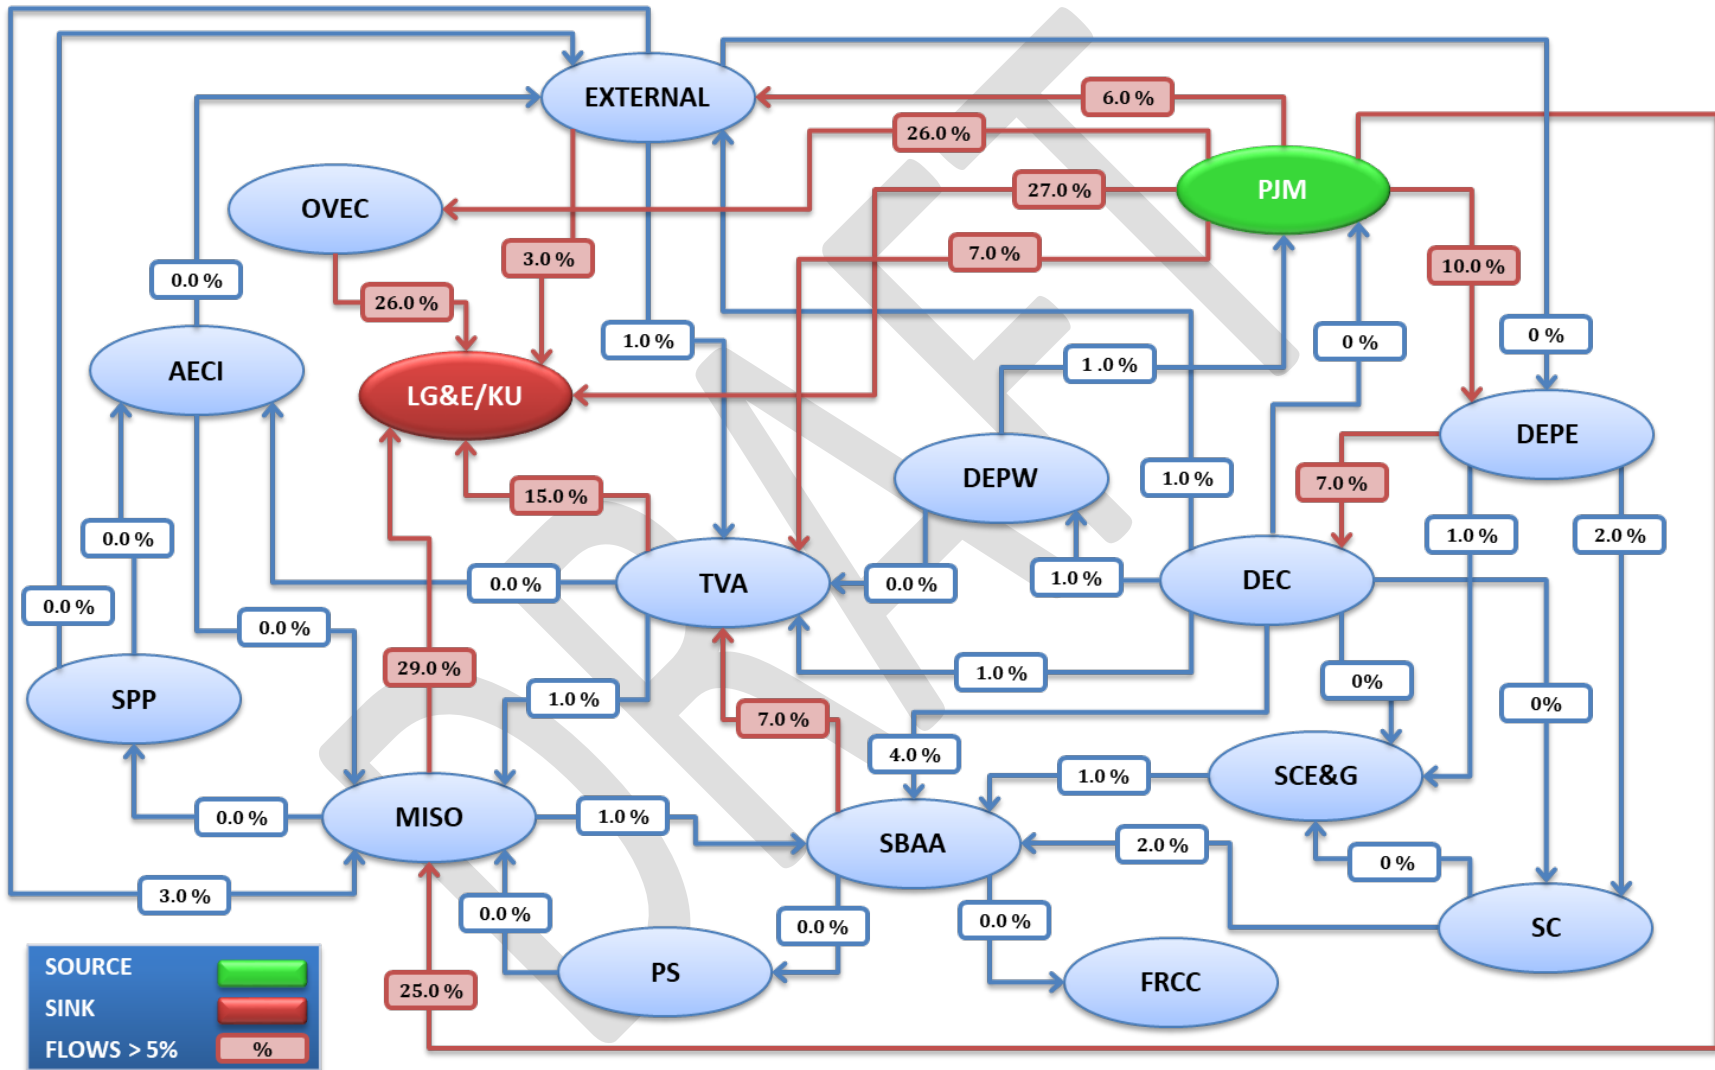 EXTERNAL
6.0 %
26.0 %
PJM
27.0 %
OVEC
7.0 %
3.0 %
10.0 %
0.0 %
26.0 %
1.0 %
0 %
0 %
AECI
1 .0 %
LG&E/KU
DEPE
DEPW
1.0 %
7.0 %
15.0 %
0.0 %
1.0 %
2.0 %
TVA
0.0 %
0.0 %
1.0 %
DEC
0.0 %
0.0 %
29.0 %
1.0 %
0%
SPP
1.0 %
0%
7.0 %
4.0 %
1.0 %
SCE&G
0.0 %
MISO
1.0 %
SBAA
2.0 %
0 %
3.0 %
0.0 %
0.0 %
0.0 %
SC
PS
FRCC
25.0 %
SOURCE
SINK
FLOWS > 5%
%
DRAFT